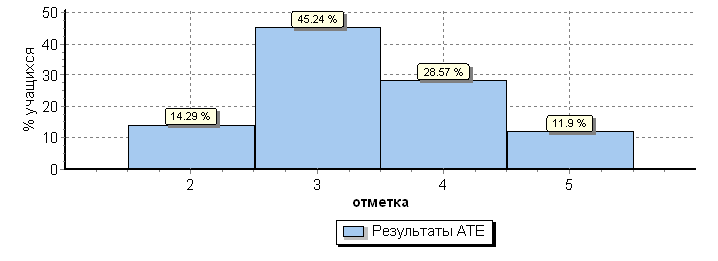 % учащихся
50
40
30
20
10
0
14.29 %
45.24 %
28.57 %
11.9 %
2 3 4 5
отметка
Результаты АТЕ